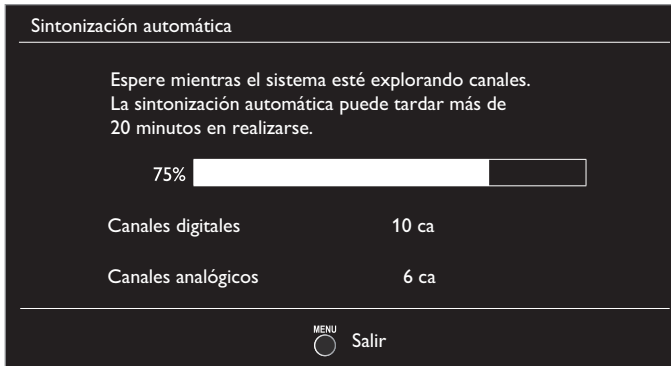 Sintonización automática
Espere mientras el sistema esté explorando canales.
La sintonización automática puede tardar más de
20 minutos en realizarse.
75%
Canales digitales 10 ca
Canales analógicos 6 ca
MENU Salir